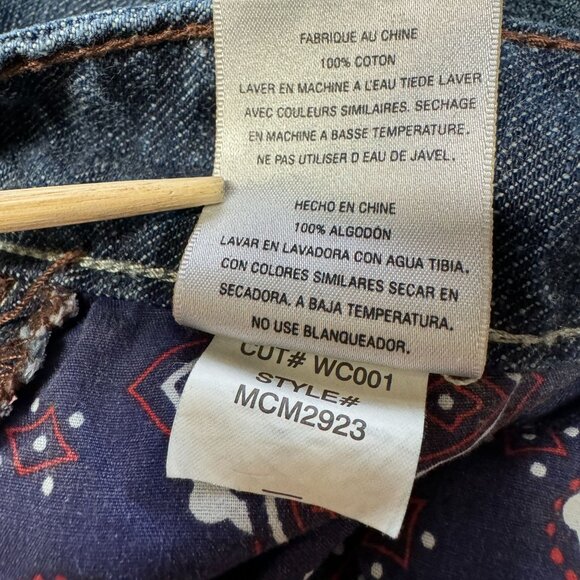 FABRIQUE AU CHINE
100% COTON
LAVER EN MACHINE A L'EAU TIEDE LAVER
AVEC COULEURS SIMILAIRES. SECHAGE
EN MACHINE A BASSE TEMPERATURE.
NE PAS UTILISER D EAU DE JAVEL.
HECHO EN CHINE
100% ALGODÓN
LAVAR EN LAVADORA CON AGUA TIBIA.
CON COLORES SIMILARES SECAR EN
SECADORA. A BAJA TEMPERATURA.
NO USE BLANQUEADOR.
CUT# WC001
STYLE#
MCM2923